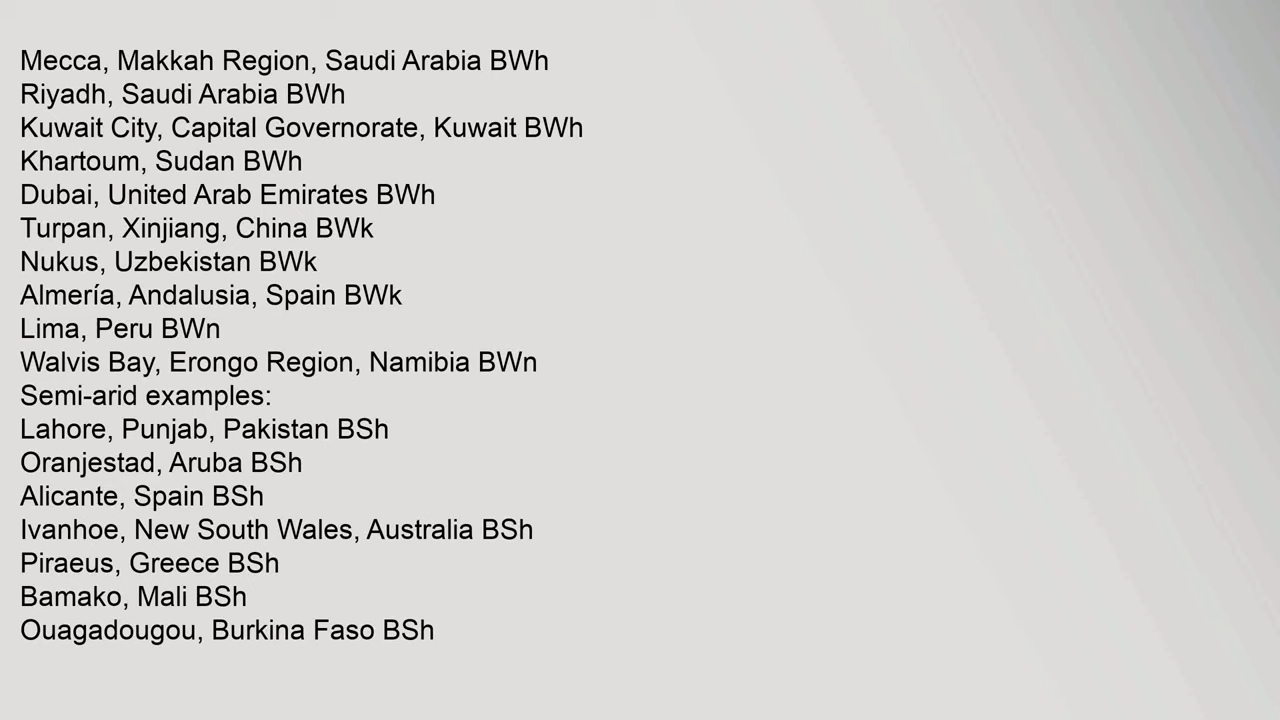 Mecca, Makkah Region, Saudi Arabia BWh
Riyadh, Saudi Arabia BWh
Kuwait City, Capital Governorate, Kuwait BWh
Khartoum, Sudan BWh
Dubai, United Arab Emirates BWh
Turpan, Xinjiang, China BWk
Nukus, Uzbekistan BWk
Almería, Andalusia, Spain BWk
Lima, Peru BWn
Walvis Bay, Erongo Region, Namibia BWn
Semi-arid examples:
Lahore, Punjab, Pakistan BSh
Oranjestad, Aruba BSh
Alicante, Spain BSh
Ivanhoe, New South Wales, Australia BSh
Piraeus, Greece BSh
Bamako, Mali BSh
Ouagadougou, Burkina Faso BSh